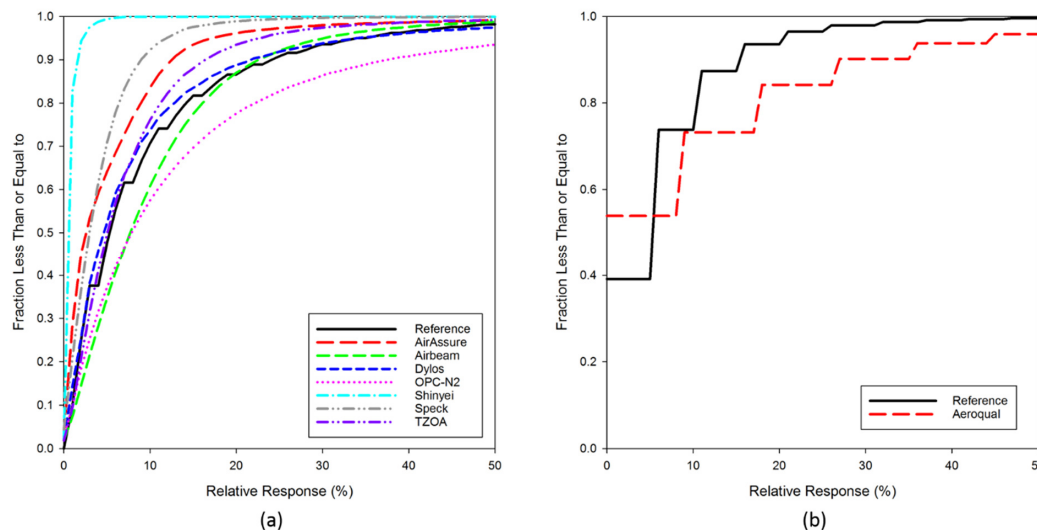 Fraction Less Than or Equal to
1.0
0.9
0.8
0.7
0.6
0.5
0.4
0.3
0.2
0.1
0.0
0
10
20
30
40
50
Relative Response (%)
Reference
AirAssure
Airbeam
Dylos
OPC-N2
Shinyei
Speck
TZOA
(a)
Fraction Less Than or Equal to
1.0
0.8
0.6
0.4
0.2
0.0
0
10
20
30
40
50
Relative Response (%)
Reference
Aeroqual
(b)